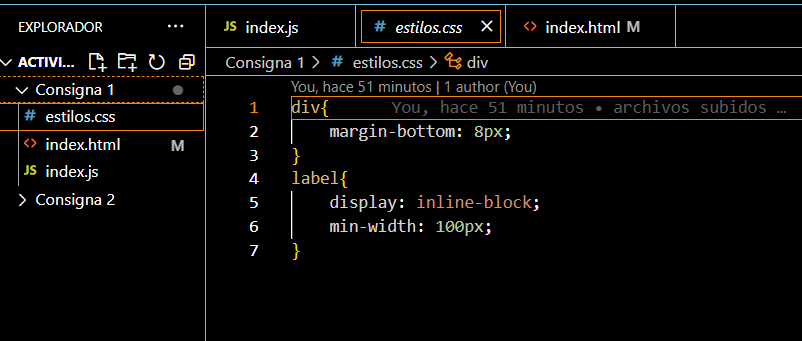 EXPLORADOR ...
ACTIVI...
Consigna 1
# estilos.css
<> index.html M
JS index.js
Consigna 2
JS index.js
# estilos.css
<> index.html M
Consigna 1 > # estilos.css > div
You, hace 51 minutos | 1 author (You)
1 div{ You, hace 51 minutos • archivos subidos …
2 margin-bottom: 8px;
3 }
4 label{
5 display: inline-block;
6 min-width: 100px;
7 }